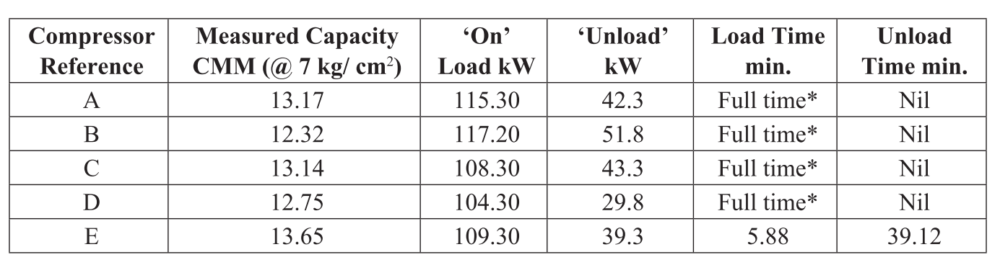 Compressor Reference | Measured Capacity CMM (@ 7 kg/ cm²) | ‘On’ Load kW | ‘Unload’ kW | Load Time min. | Unload Time min.
A | 13.17 | 115.30 | 42.3 | Full time* | Nil
B | 12.32 | 117.20 | 51.8 | Full time* | Nil
C | 13.14 | 108.30 | 43.3 | Full time* | Nil
D | 12.75 | 104.30 | 29.8 | Full time* | Nil
E | 13.65 | 109.30 | 39.3 | 5.88 | 39.12